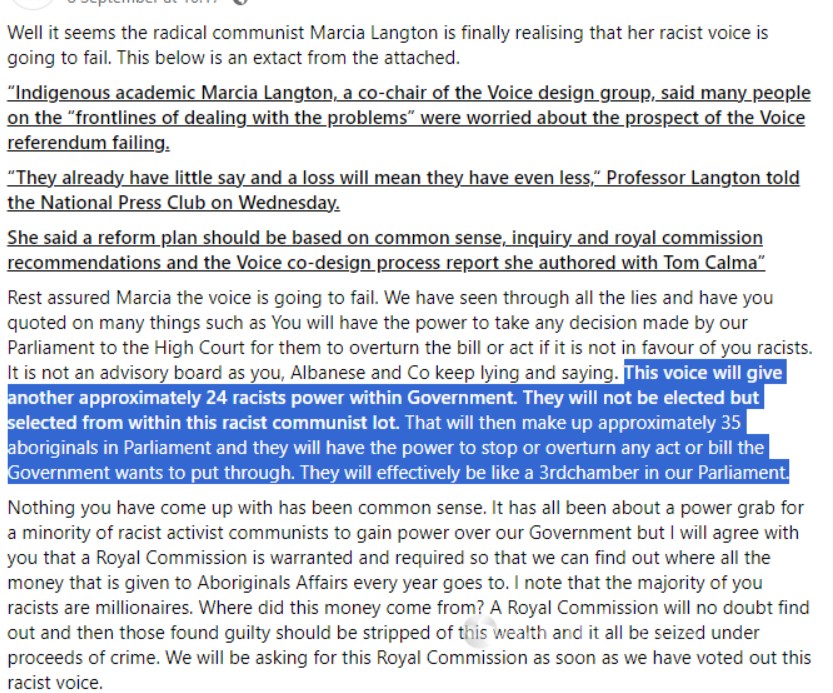 Well it seems the radical communist Marcia Langton is finally realising that her racist voice is
going to fail. This below is an extact from the attached.
“Indigenous academic Marcia Langton, a co-chair of the Voice design group, said many people
on the “frontlines of dealing with the problems” were worried about the prospect of the Voice
referendum failing.
“They already have little say and a loss will mean they have even less,“ Professor Langton told
the National Press Club on Wednesday.
She said a reform plan should be based on common sense, inquiry and royal commission
recommendations and the Voice co-design process report she authored with Tom Calma”
Rest assured Marcia the voice is going to fail. We have seen through all the lies and have you
quoted on many things such as You will have the power to take any decision made by our
Parliament to the High Court for them to overturn the bill or act if it is not in favour of you racists.
It is not an advisory board as you, Albanese and Co keep lying and saying. This voice will give
another approximately 24 racists power within Government. They will not be elected but
selected from within this racist communist lot. That will then make up approximately 35
aboriginals in Parliament and they will have the power to stop or overturn any act or bill the
Government wants to put through. They will effectively be like a 3rdchamber in our Parliament.
Nothing you have come up with has been common sense. It has all been about a power grab for
a minority of racist activist communists to gain power over our Government but I will agree with
you that a Royal Commission is warranted and required so that we can find out where all the
money that is given to Aboriginals Affairs every year goes to. I note that the majority of you
racists are millionaires. Where did this money come from? A Royal Commission will no doubt find
out and then those found guilty should be stripped of this wealth and it all be seized under
proceeds of crime. We will be asking for this Royal Commission as soon as we have voted out this
racist voice.